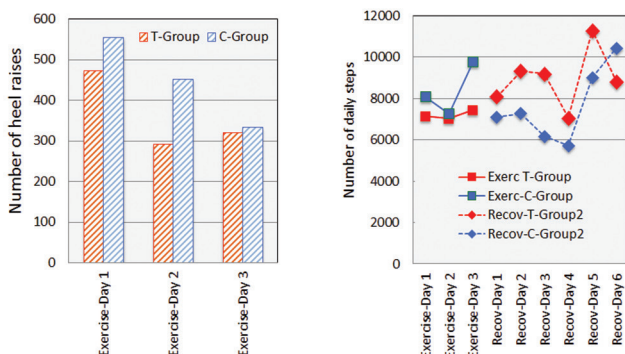 Number of heel raises
600
500
400
300
200
100
0
T-Group C-Group
Exercise-Day 1
Exercise-Day 2
Exercise-Day 3
Number of daily steps
12000
10000
8000
6000
4000
2000
0
Exerc T-Group
Exerc-C-Group
Recov-T-Group2
Recov-C-Group2
Exercise-Day 1
Exercise-Day 2
Exercise-Day 3
Recov-Day 1
Recov-Day 2
Recov-Day 3
Recov-Day 4
Recov-Day 5
Recov-Day 6